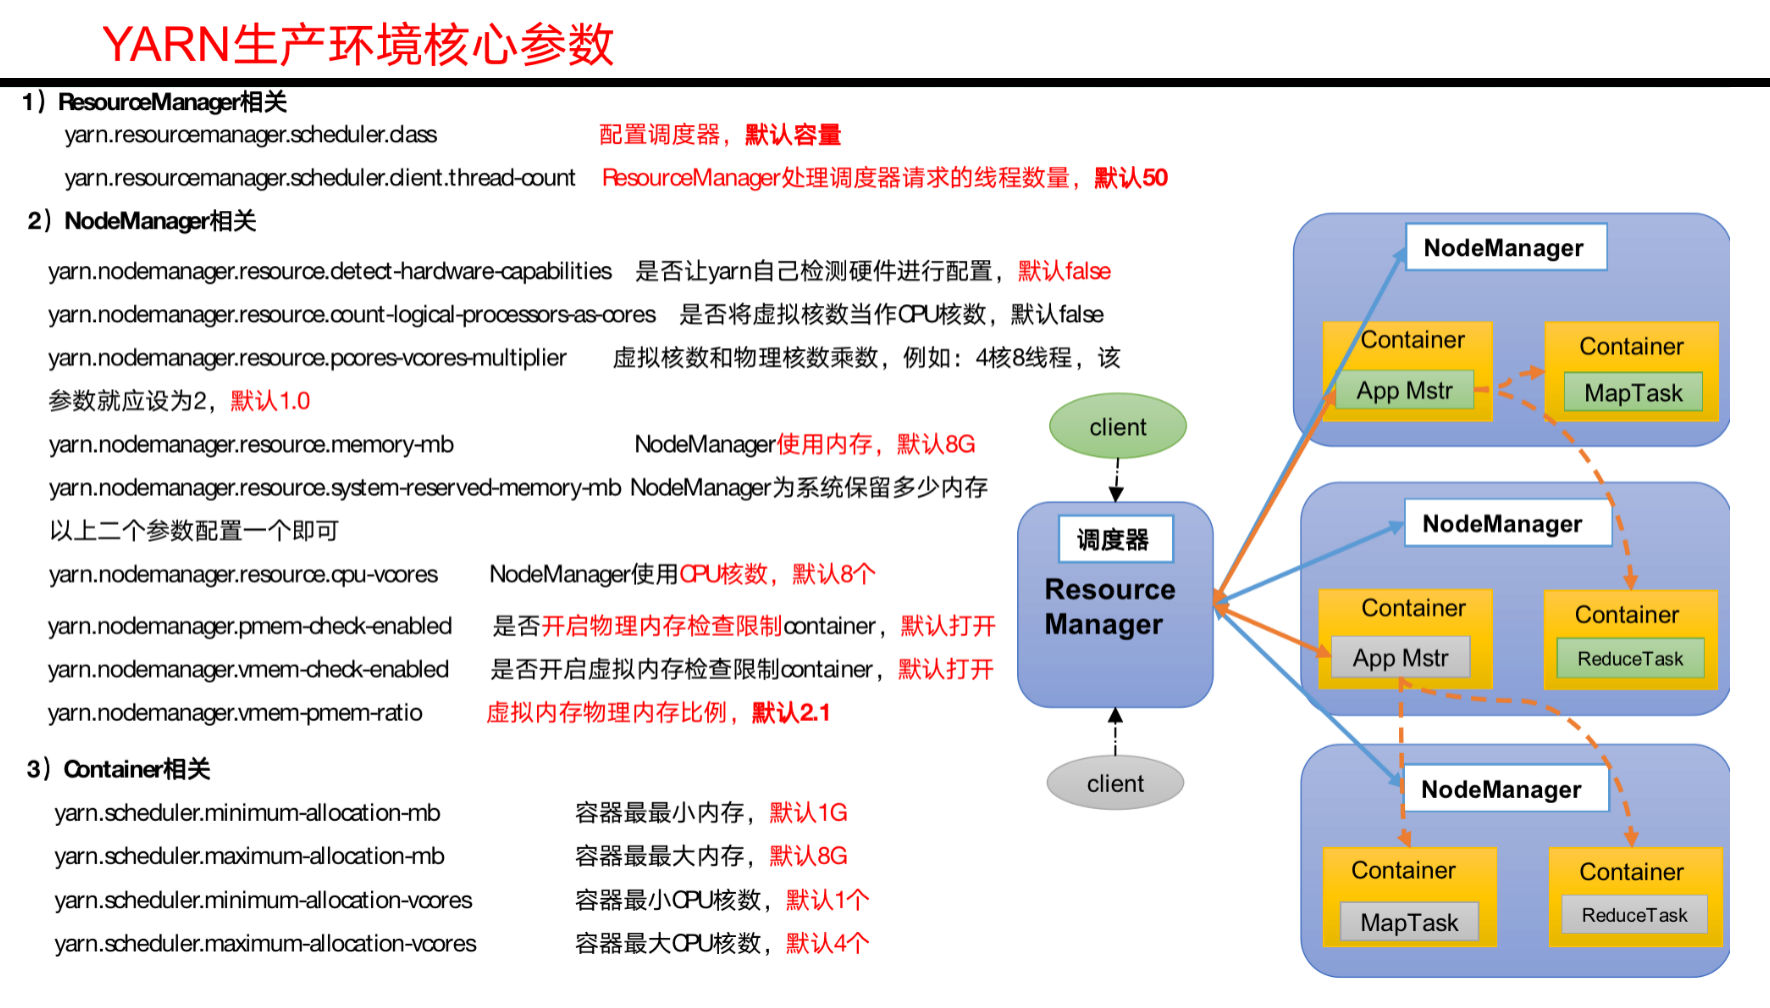 YARN生产环境核心参数
1）ResourceManager相关
yarn.resourcemanager.scheduler.class 配置调度器，默认容量
yarn.resourcemanager.scheduler.client.thread-count ResourceManager处理调度器请求的线程数量，默认50
2）NodeManager相关
yarn.nodemanager.resource.detect-hardware-capabilities 是否让yarn自己检测硬件进行配置，默认false
yarn.nodemanager.resource.count-logical-processors-as-cores 是否将虚拟核数当作CPU核数，默认false
yarn.nodemanager.resource.pcores-vcores-multiplier 虚拟核数和物理核数乘数，例如：4核8线程，该
参数就应设为2，默认1.0
yarn.nodemanager.resource.memory-mb NodeManager使用内存，默认8G
yarn.nodemanager.resource.system-reserved-memory-mb NodeManager为系统保留多少内存
以上二个参数配置一个即可
yarn.nodemanager.resource.cpu-vcores NodeManager使用CPU核数，默认8个
yarn.nodemanager.pmem-check-enabled 是否开启物理内存检查限制container，默认打开
yarn.nodemanager.vmem-check-enabled 是否开启虚拟内存检查限制container，默认打开
yarn.nodemanager.vmem-pmem-ratio 虚拟内存物理内存比例，默认2.1
3）Container相关
yarn.scheduler.minimum-allocation-mb 容器最最小内存，默认1G
yarn.scheduler.maximum-allocation-mb 容器最最大内存，默认8G
yarn.scheduler.minimum-allocation-vcores 容器最小CPU核数，默认1个
yarn.scheduler.maximum-allocation-vcores 容器最大CPU核数，默认4个
client
调度器
Resource
Manager
client
NodeManager
Container
App Mstr
Container
MapTask
NodeManager
Container
App Mstr
Container
ReduceTask
NodeManager
Container
MapTask
Container
ReduceTask